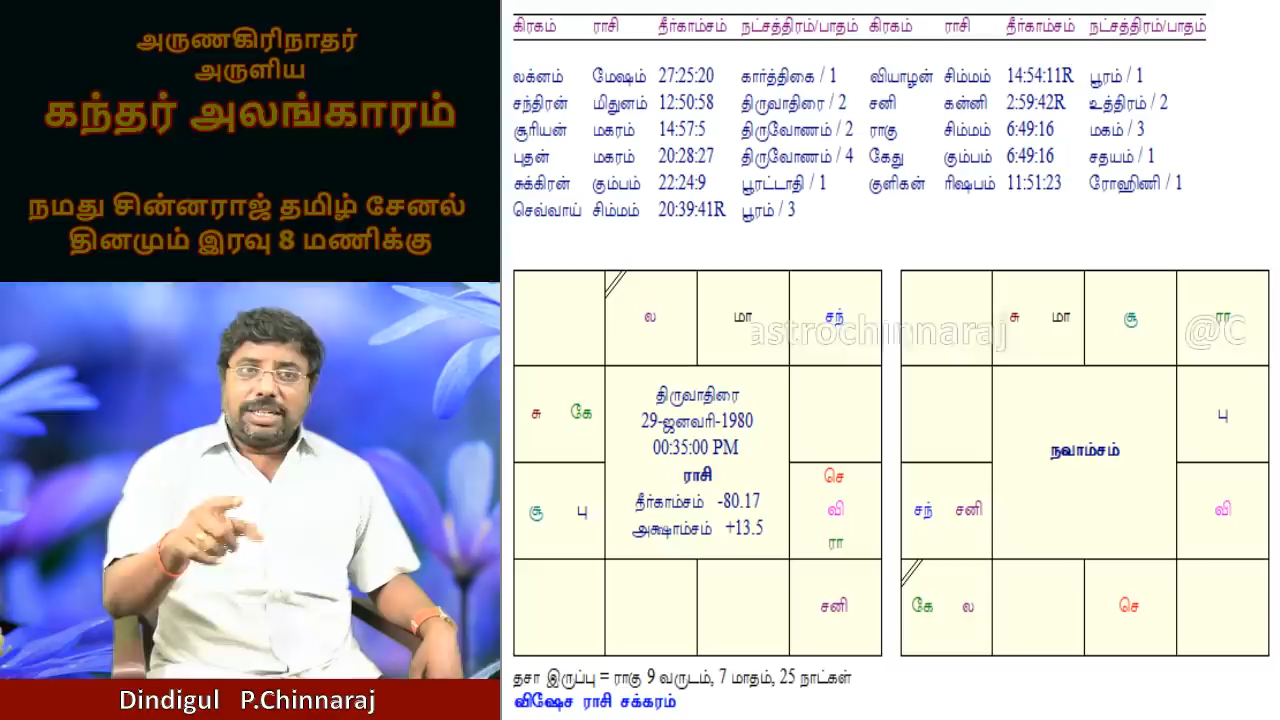 அருணகிரிநாதர்
அருளிய
கந்தர் அலங்காரம்
நமது சின்னராஜ் தமிழ் சேனல்
தினமும் இரவு 8 மணிக்கு
Dindigul P.Chinnaraj
கிரகம் ராசி தீர்காம்சம் நட்சத்திரம்/பாதம் கிரகம் ராசி தீர்காம்சம் நட்சத்திரம்/பாதம்
லக்னம் மேஷம் 27:25:20 கார்த்திகை / 1 வியாழன் சிம்மம் 14:54:11R பூரம் / 1
சந்திரன் மிதுனம் 12:50:58 திருவாதிரை / 2 சனி கன்னி 2:59:42R உத்திரம் / 2
சூரியன் மகரம் 14:57:5 திருவோணம் / 2 ராகு சிம்மம் 6:49:16 மகம் / 3
புதன் மகரம் 20:28:27 திருவோணம் / 4 கேது கும்பம் 6:49:16 சதயம் / 1
சுக்கிரன் கும்பம் 22:24:9 பூரட்டாதி / 1 குளிகன் ரிஷபம் 11:51:23 ரோஹிணி / 1
செவ்வாய் சிம்மம் 20:39:41R பூரம் / 3
ல மா சந்
சு கே
சூ பு
செ
வி
ரா
சனி
திருவாதிரை
29-ஜனவரி-1980
00:35:00 PM
ராசி
தீர்காம்சம் -80.17
அக்ஷாம்சம் +13.5
astrochinnaraj @C
சு மா சூ ரா
பு
நவாம்சம்
சந் சனி வி
கே ல செ
தசா இருப்பு = ராகு 9 வருடம், 7 மாதம், 25 நாட்கள்
விஷேச ராசி சக்கரம்